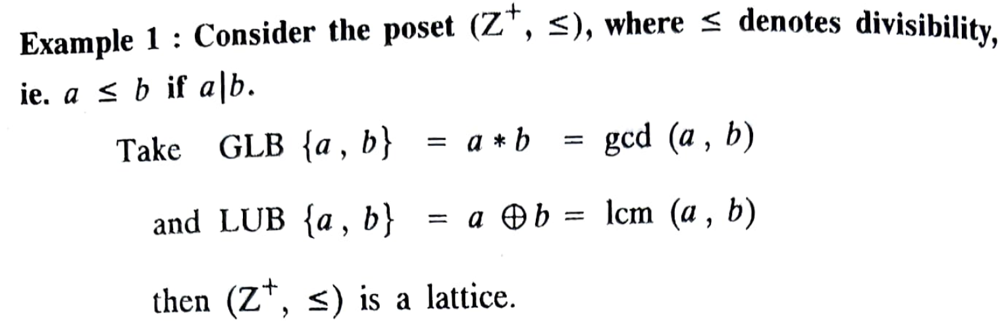 Example 1 : Consider the poset (Z⁺, ≤), where ≤ denotes divisibility,
ie. a ≤ b if a|b.
Take GLB {a , b} = a * b = gcd (a , b)
and LUB {a , b} = a ⊕ b = lcm (a , b)
then (Z⁺, ≤) is a lattice.